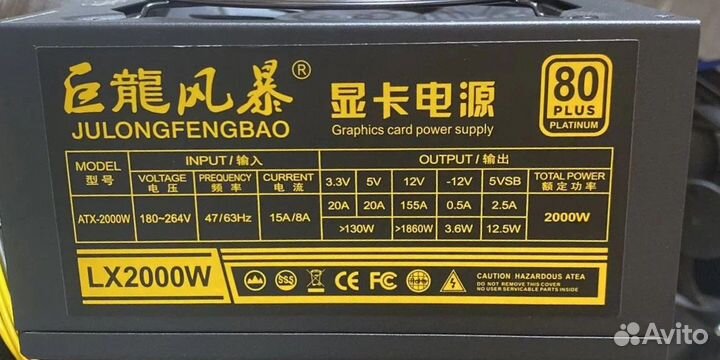 巨龍风暴®
JULONGFENGBAO
显卡电源
Graphics card power supply
80
PLUS
PLATINUM
MODEL
型号
INPUT/输入
OUTPUT/输出
VOLTAGE
电压
PREQUENCY
频率
CURRENT
电流
3.3V 5V 12V -12V 5VSB
TOTAL POWER
额定功率
ATX-2000W
180~264V
47/63Hz
15A/8A
20A 20A 155A 0.5A 2.5A
>130W >1860W 3.6W 12.5W
2000W
LX2000W
CE FC
CAUTION HAZARDOUS ATEA
DO NOT REMOVE THIS COVER
NO USER SERVICABLE PARTS INSIDE.
Avito